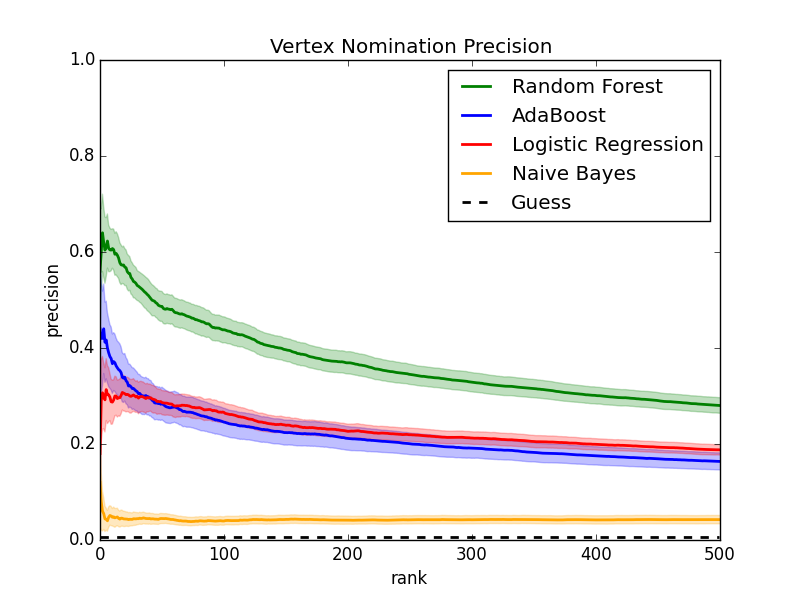 Vertex Nomination Precision
1.0
0.8
0.6
0.4
0.2
0.0
precision
Random Forest
AdaBoost
Logistic Regression
Naive Bayes
Guess
0 100 200 300 400 500
rank